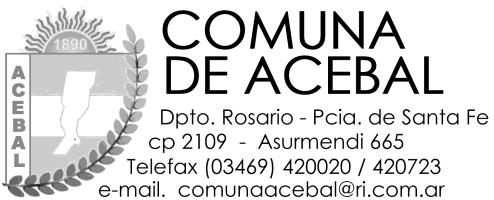 1890
ACEBAL
COMUNA
DE ACEBAL
Dpto. Rosario - Pcia. de Santa Fe
cp 2109 - Asurmendi 665
Telefax (03469) 420020 / 420723
e-mail. comunaacebal@ri.com.ar